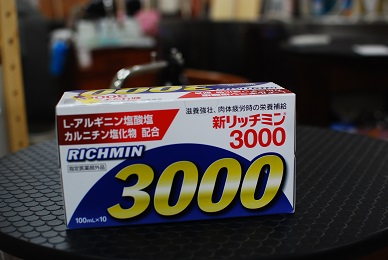 3000
L-アルギニン塩酸塩
カルニチン塩化物 配合
滋養強壮、肉体疲労時の栄養補給
新リッチミン®
3000
RICHMIN
指定医薬部外品
3000
100mL×10